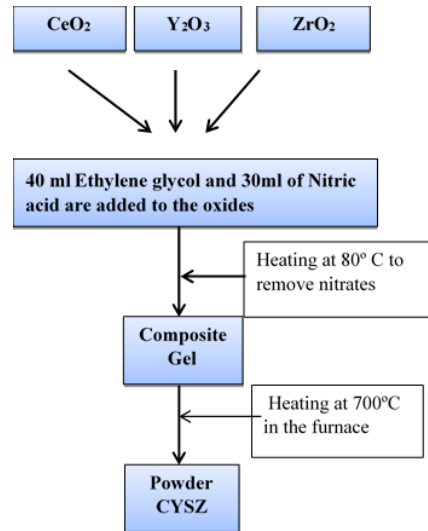 CeO₂
Y₂O₃
ZrO₂
40 ml Ethylene glycol and 30ml of Nitric
acid are added to the oxides
Heating at 80º C to
remove nitrates
Composite
Gel
Heating at 700ºC
in the furnace
Powder
CYSZ